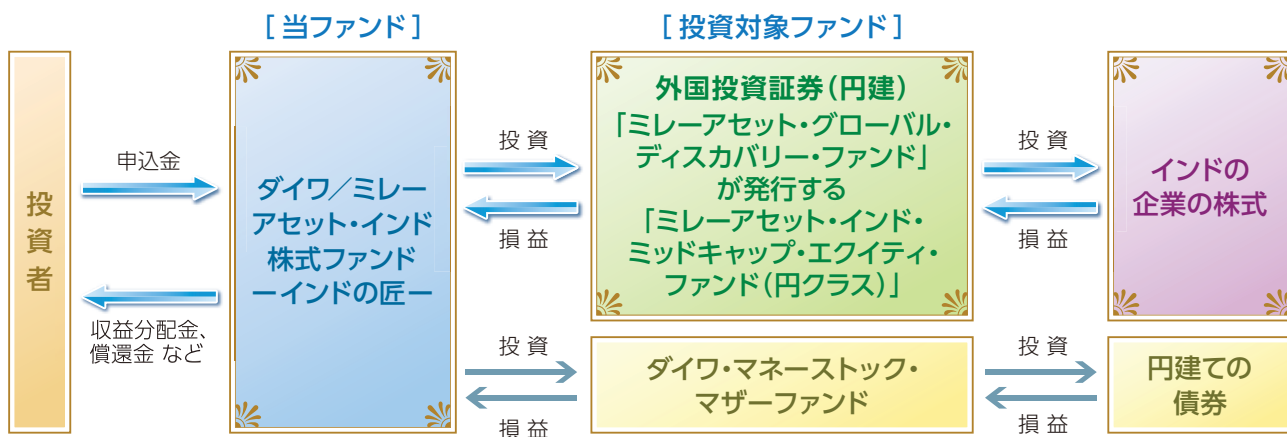 [ 当ファンド ]
[ 投資対象ファンド ]
投資者
申込金
収益分配金、
償還金 など
ダイワ／ミレー
アセット・インド
株式ファンド
ーインドの匠ー
投 資
損 益
外国投資証券（円建）
「ミレーアセット・グローバル・
ディスカバリー・ファンド」
が発行する
「ミレーアセット・インド・
ミッドキャップ・エクイティ・
ファンド（円クラス）」
投 資
損 益
インドの
企業の株式
投 資
損 益
ダイワ・マネーストック・
マザーファンド
投 資
損 益
円建ての
債券